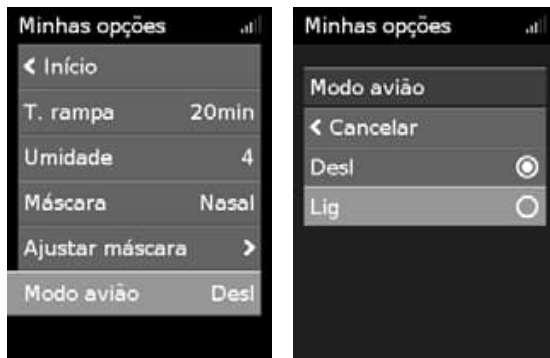 Minhas opções
< Início
T. rampa 20min
Umidade 4
Máscara Nasal
Ajustar máscara >
Modo avião Desl
Minhas opções
Modo avião
< Cancelar
Desl
Lig